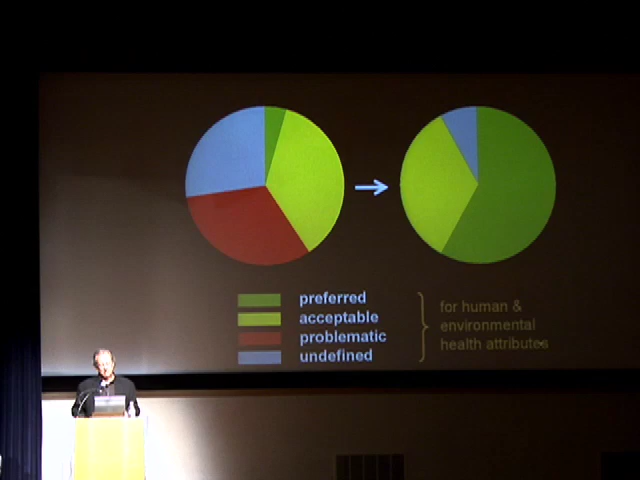 preferred
acceptable
problematic
undefined
for human &
environmental
health attributes